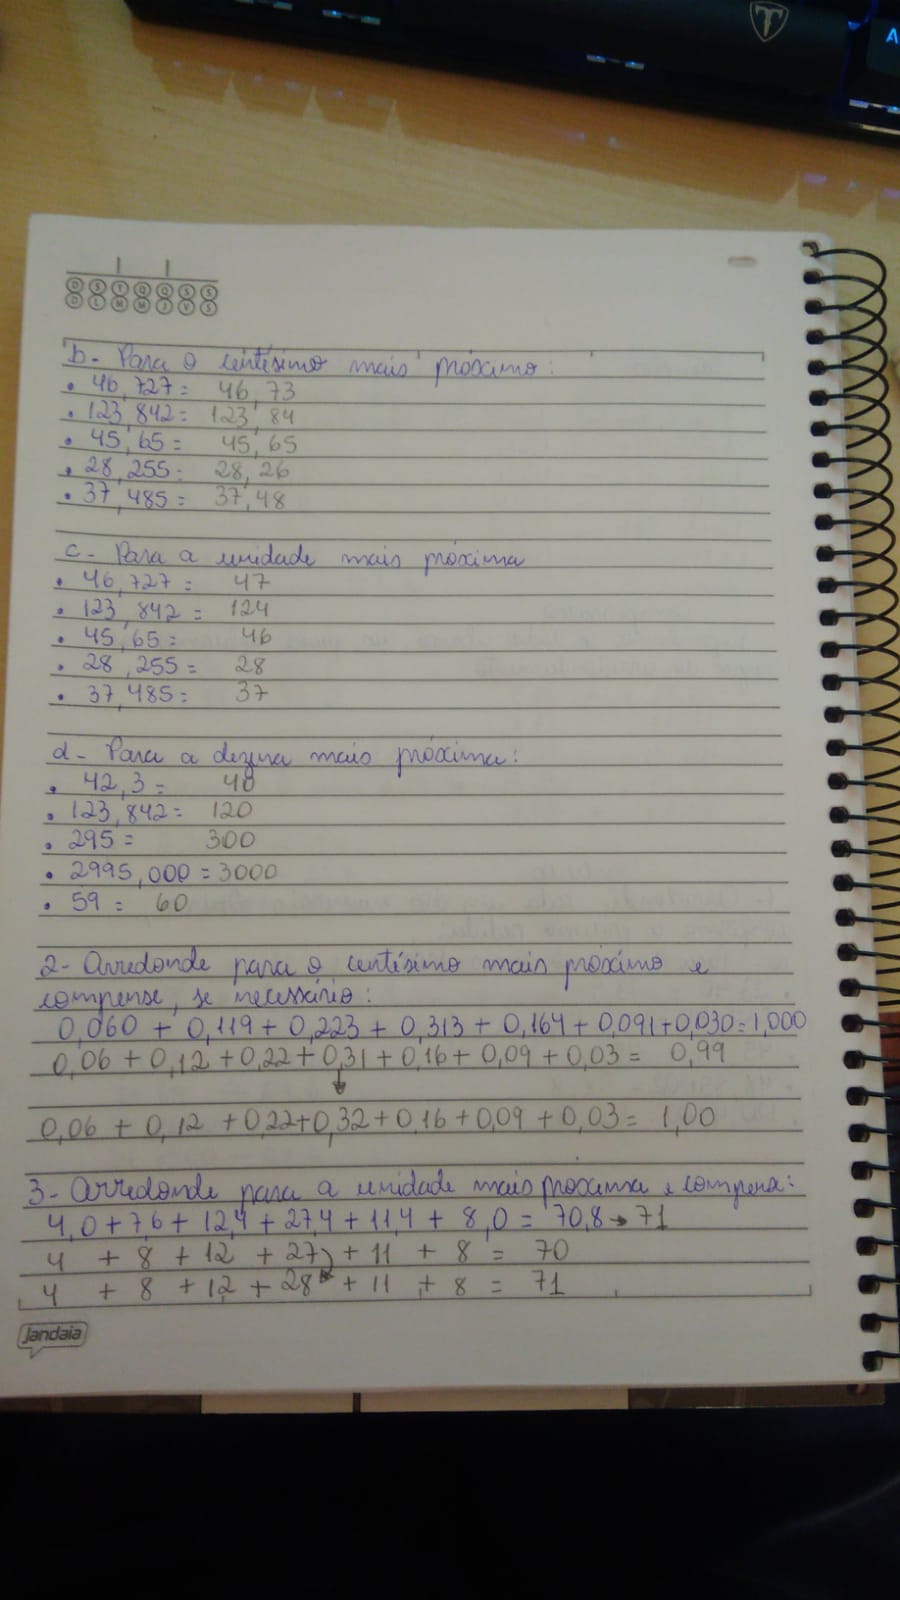 D S T Q Q S S
D L M M J V S
b- Para o centésimo mais próximo:
• 46,727 = 46,73
• 123,842 = 123,84
• 45,65 = 45,65
• 28,255 = 28,26
• 37,485 = 37,48
c- Para a unidade mais próxima
• 46,727 = 47
• 123,842 = 124
• 45,65 = 46
• 28,255 = 28
• 37,485 = 37
d- Para a dezena mais próxima:
• 42,3 = 40
• 123,842 = 120
• 295 = 300
• 2995,000 = 3000
• 59 = 60
2- Arredonde para o centésimo mais próximo e
compense, se necessário:
0,060 + 0,119 + 0,223 + 0,313 + 0,164 + 0,091 + 0,030 = 1,000
0,06 + 0,12 + 0,22 + 0,31 + 0,16 + 0,09 + 0,03 = 0,99
0,06 + 0,12 + 0,22 + 0,32 + 0,16 + 0,09 + 0,03 = 1,00
3- Arredonde para a unidade mais próxima e compense:
4,0 + 7,6 + 12,4 + 27,4 + 11,4 + 8,0 = 70,8 → 71
4 + 8 + 12 + 27 + 11 + 8 = 70
4 + 8 + 12 + 28 + 11 + 8 = 71
Jandaia